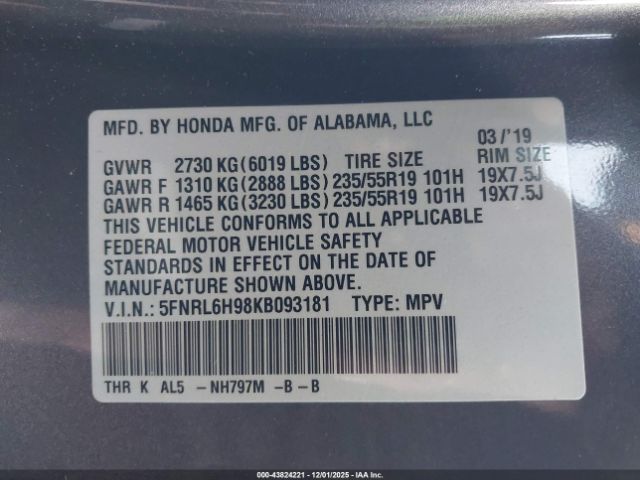 MFD. BY HONDA MFG. OF ALABAMA, LLC
03/'19
GVWR 2730 KG(6019 LBS) TIRE SIZE RIM SIZE
GAWR F 1310 KG(2888 LBS)235/55R19 101H 19X7.5J
GAWR R 1465 KG(3230 LBS)235/55R19 101H 19X7.5J
THIS VEHICLE CONFORMS TO ALL APPLICABLE
FEDERAL MOTOR VEHICLE SAFETY
STANDARDS IN EFFECT ON THE DATE OF
MANUFACTURE SHOWN ABOVE.
V.I.N.: 5FNRL6H98KB093181 TYPE: MPV
THR K AL5 -NH797M -B-B
000-43824221 - 12/01/2025 - IAAI Inc.